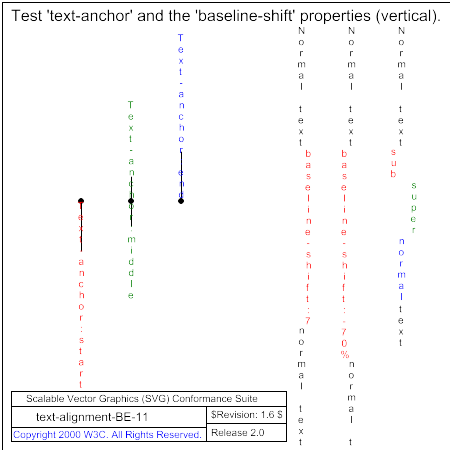 Test 'text-anchor' and the 'baseline-shift' properties (vertical).
Text-anchor:start
Text-anchor:middle
Text-anchor:end
Normal text baseline-shift:7 normal text
Normal text baseline-shift:-70% normal t
Normal text sub super normal text
Scalable Vector Graphics (SVG) Conformance Suite
text-alignment-BE-11
$Revision: 1.6 $
Copyright 2000 W3C. All Rights Reserved.
Release 2.0